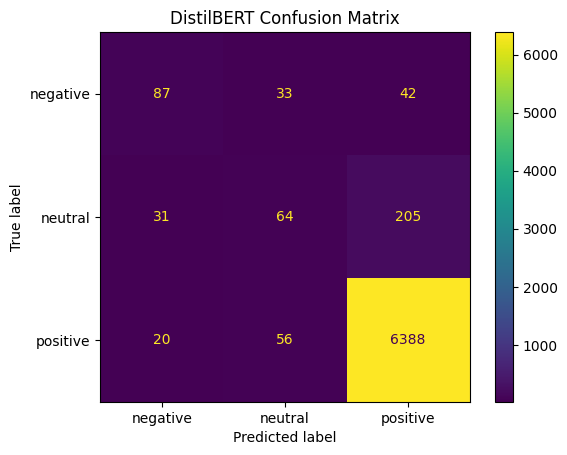 DistilBERT Confusion Matrix
True label
negative
87 33 42
neutral
31 64 205
positive
20 56 6388
negative neutral positive
Predicted label
6000
5000
4000
3000
2000
1000